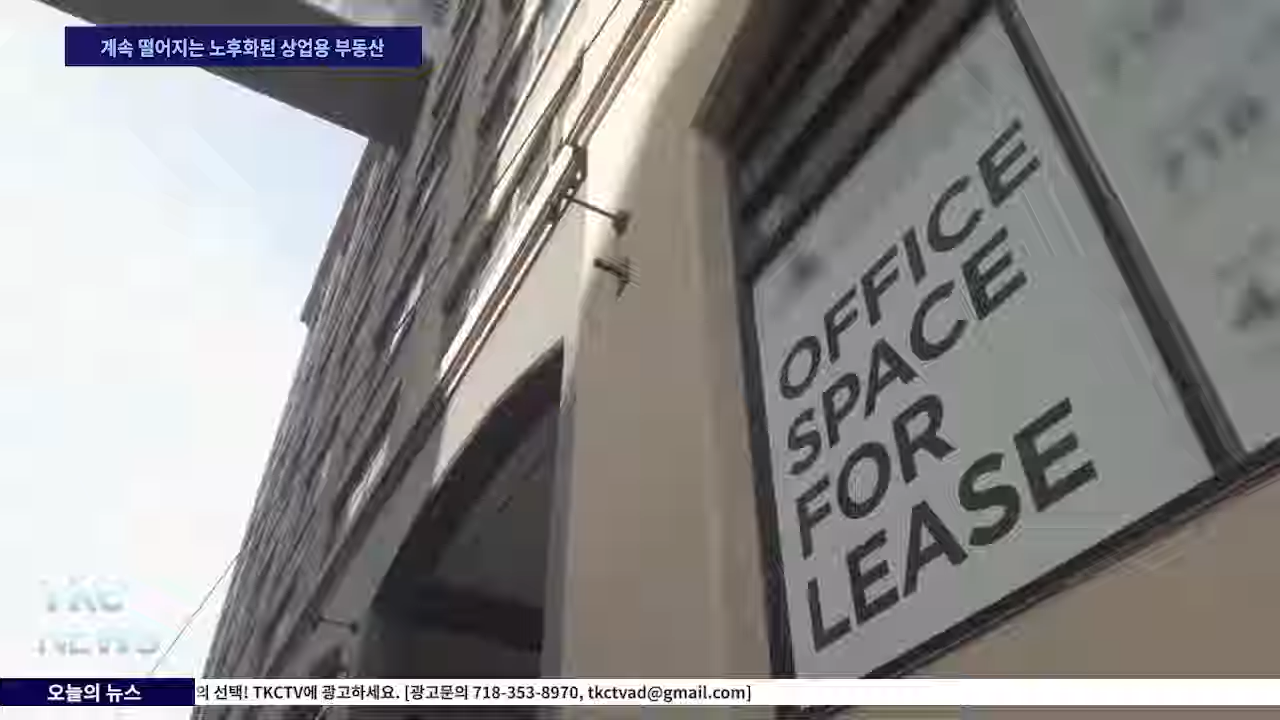 계속 떨어지는 노후화된 상업용 부동산
OFFICE
SPACE
FOR
LEASE
TKC
NEWS
오늘의 뉴스
의 선택! TKCTV에 광고하세요. [광고문의 718-353-8970, tkctvad@gmail.com]